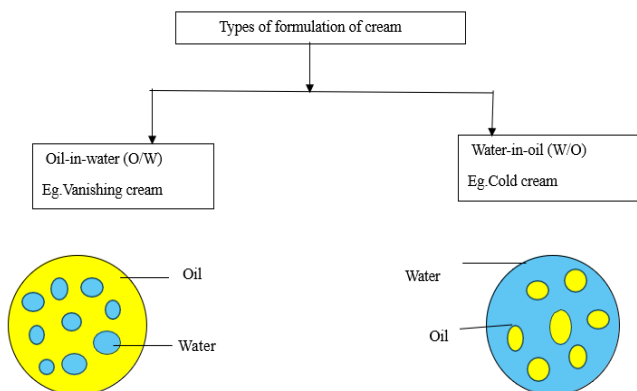 Types of formulation of cream
Oil-in-water (O/W)
Eg.Vanishing cream
Water-in-oil (W/O)
Eg.Cold cream
Oil
Water
Water
Oil